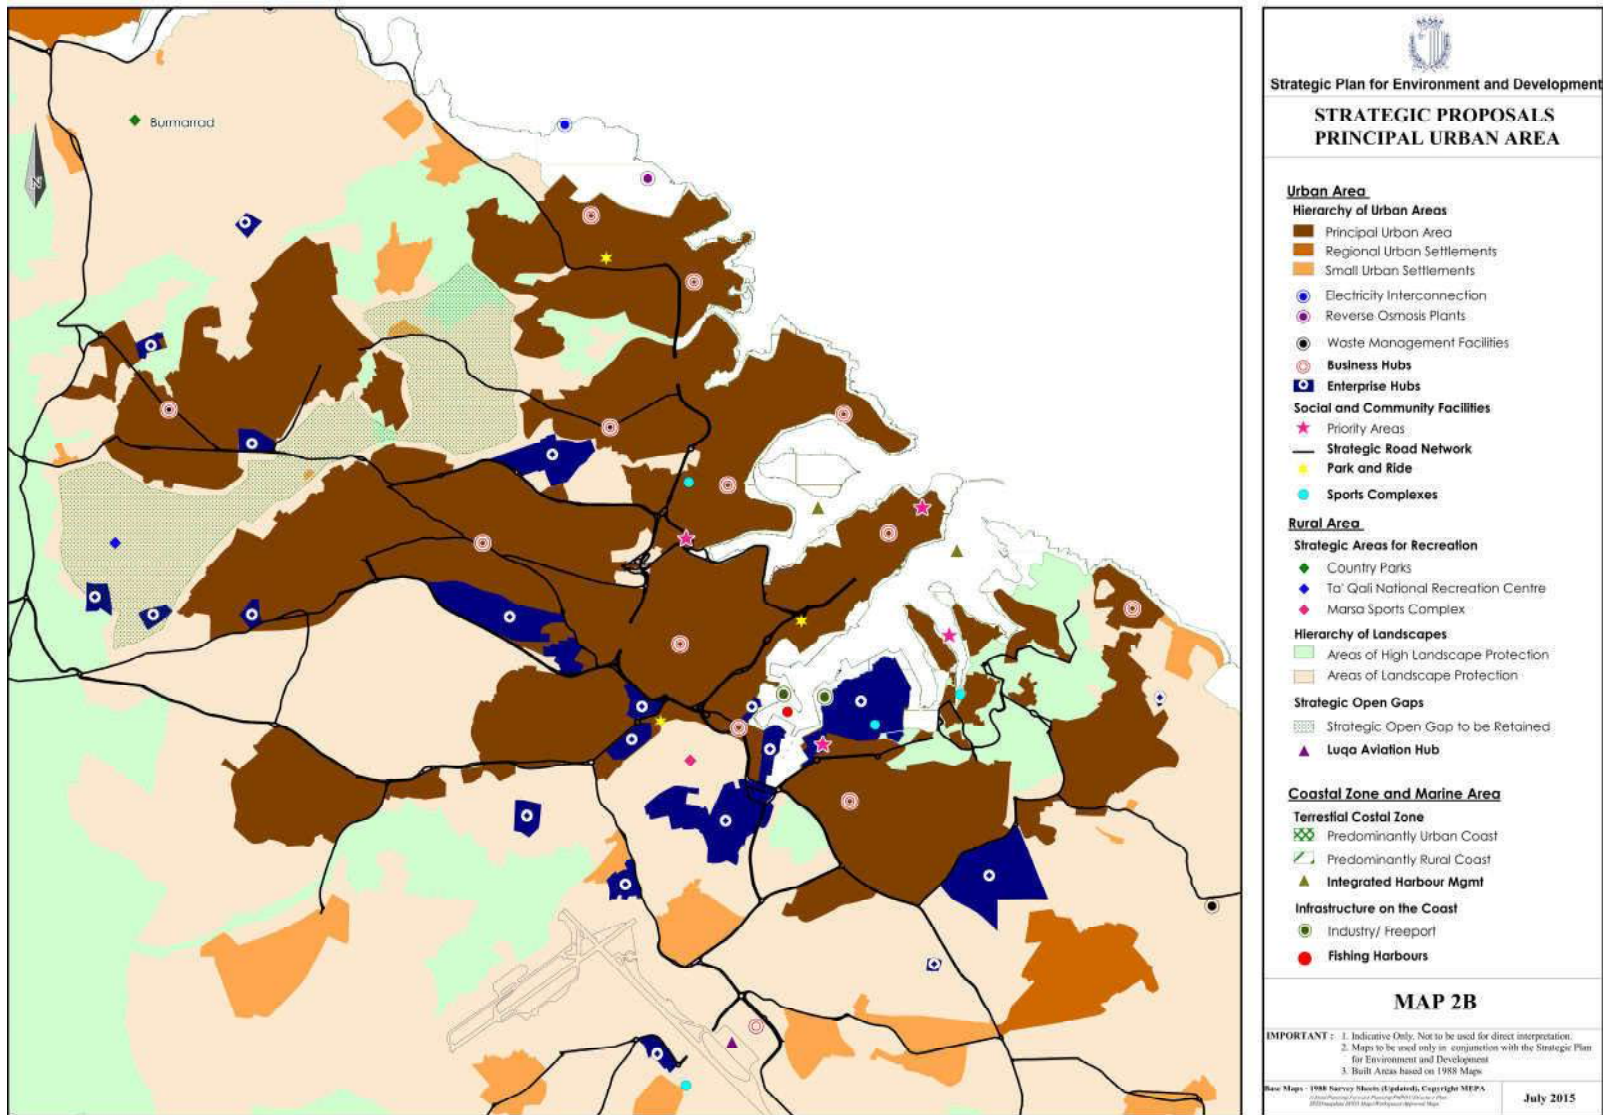 Burmarrad
N
Strategic Plan for Environment and Development
STRATEGIC PROPOSALS
PRINCIPAL URBAN AREA
Urban Area
Hierarchy of Urban Areas
Principal Urban Area
Regional Urban Settlements
Small Urban Settlements
Electricity Interconnection
Reverse Osmosis Plants
Waste Management Facilities
Business Hubs
Enterprise Hubs
Social and Community Facilities
Priority Areas
Strategic Road Network
Park and Ride
Sports Complexes
Rural Area
Strategic Areas for Recreation
Country Parks
Ta' Qali National Recreation Centre
Marsa Sports Complex
Hierarchy of Landscapes
Areas of High Landscape Protection
Areas of Landscape Protection
Strategic Open Gaps
Strategic Open Gap to be Retained
Luqa Aviation Hub
Coastal Zone and Marine Area
Terrestial Costal Zone
Predominantly Urban Coast
Predominantly Rural Coast
Integrated Harbour Mgmt
Infrastructure on the Coast
Industry/ Freeport
Fishing Harbours
MAP 2B
IMPORTANT : 1. Indicative Only. Not to be used for direct interpretation.
2. Maps to be used only in conjunction with the Strategic Plan
for Environment and Development
3. Built Areas based on 1988 Maps
Base Maps - 1988 Survey Sheets (Updated), Copyright MEPA
July 2015